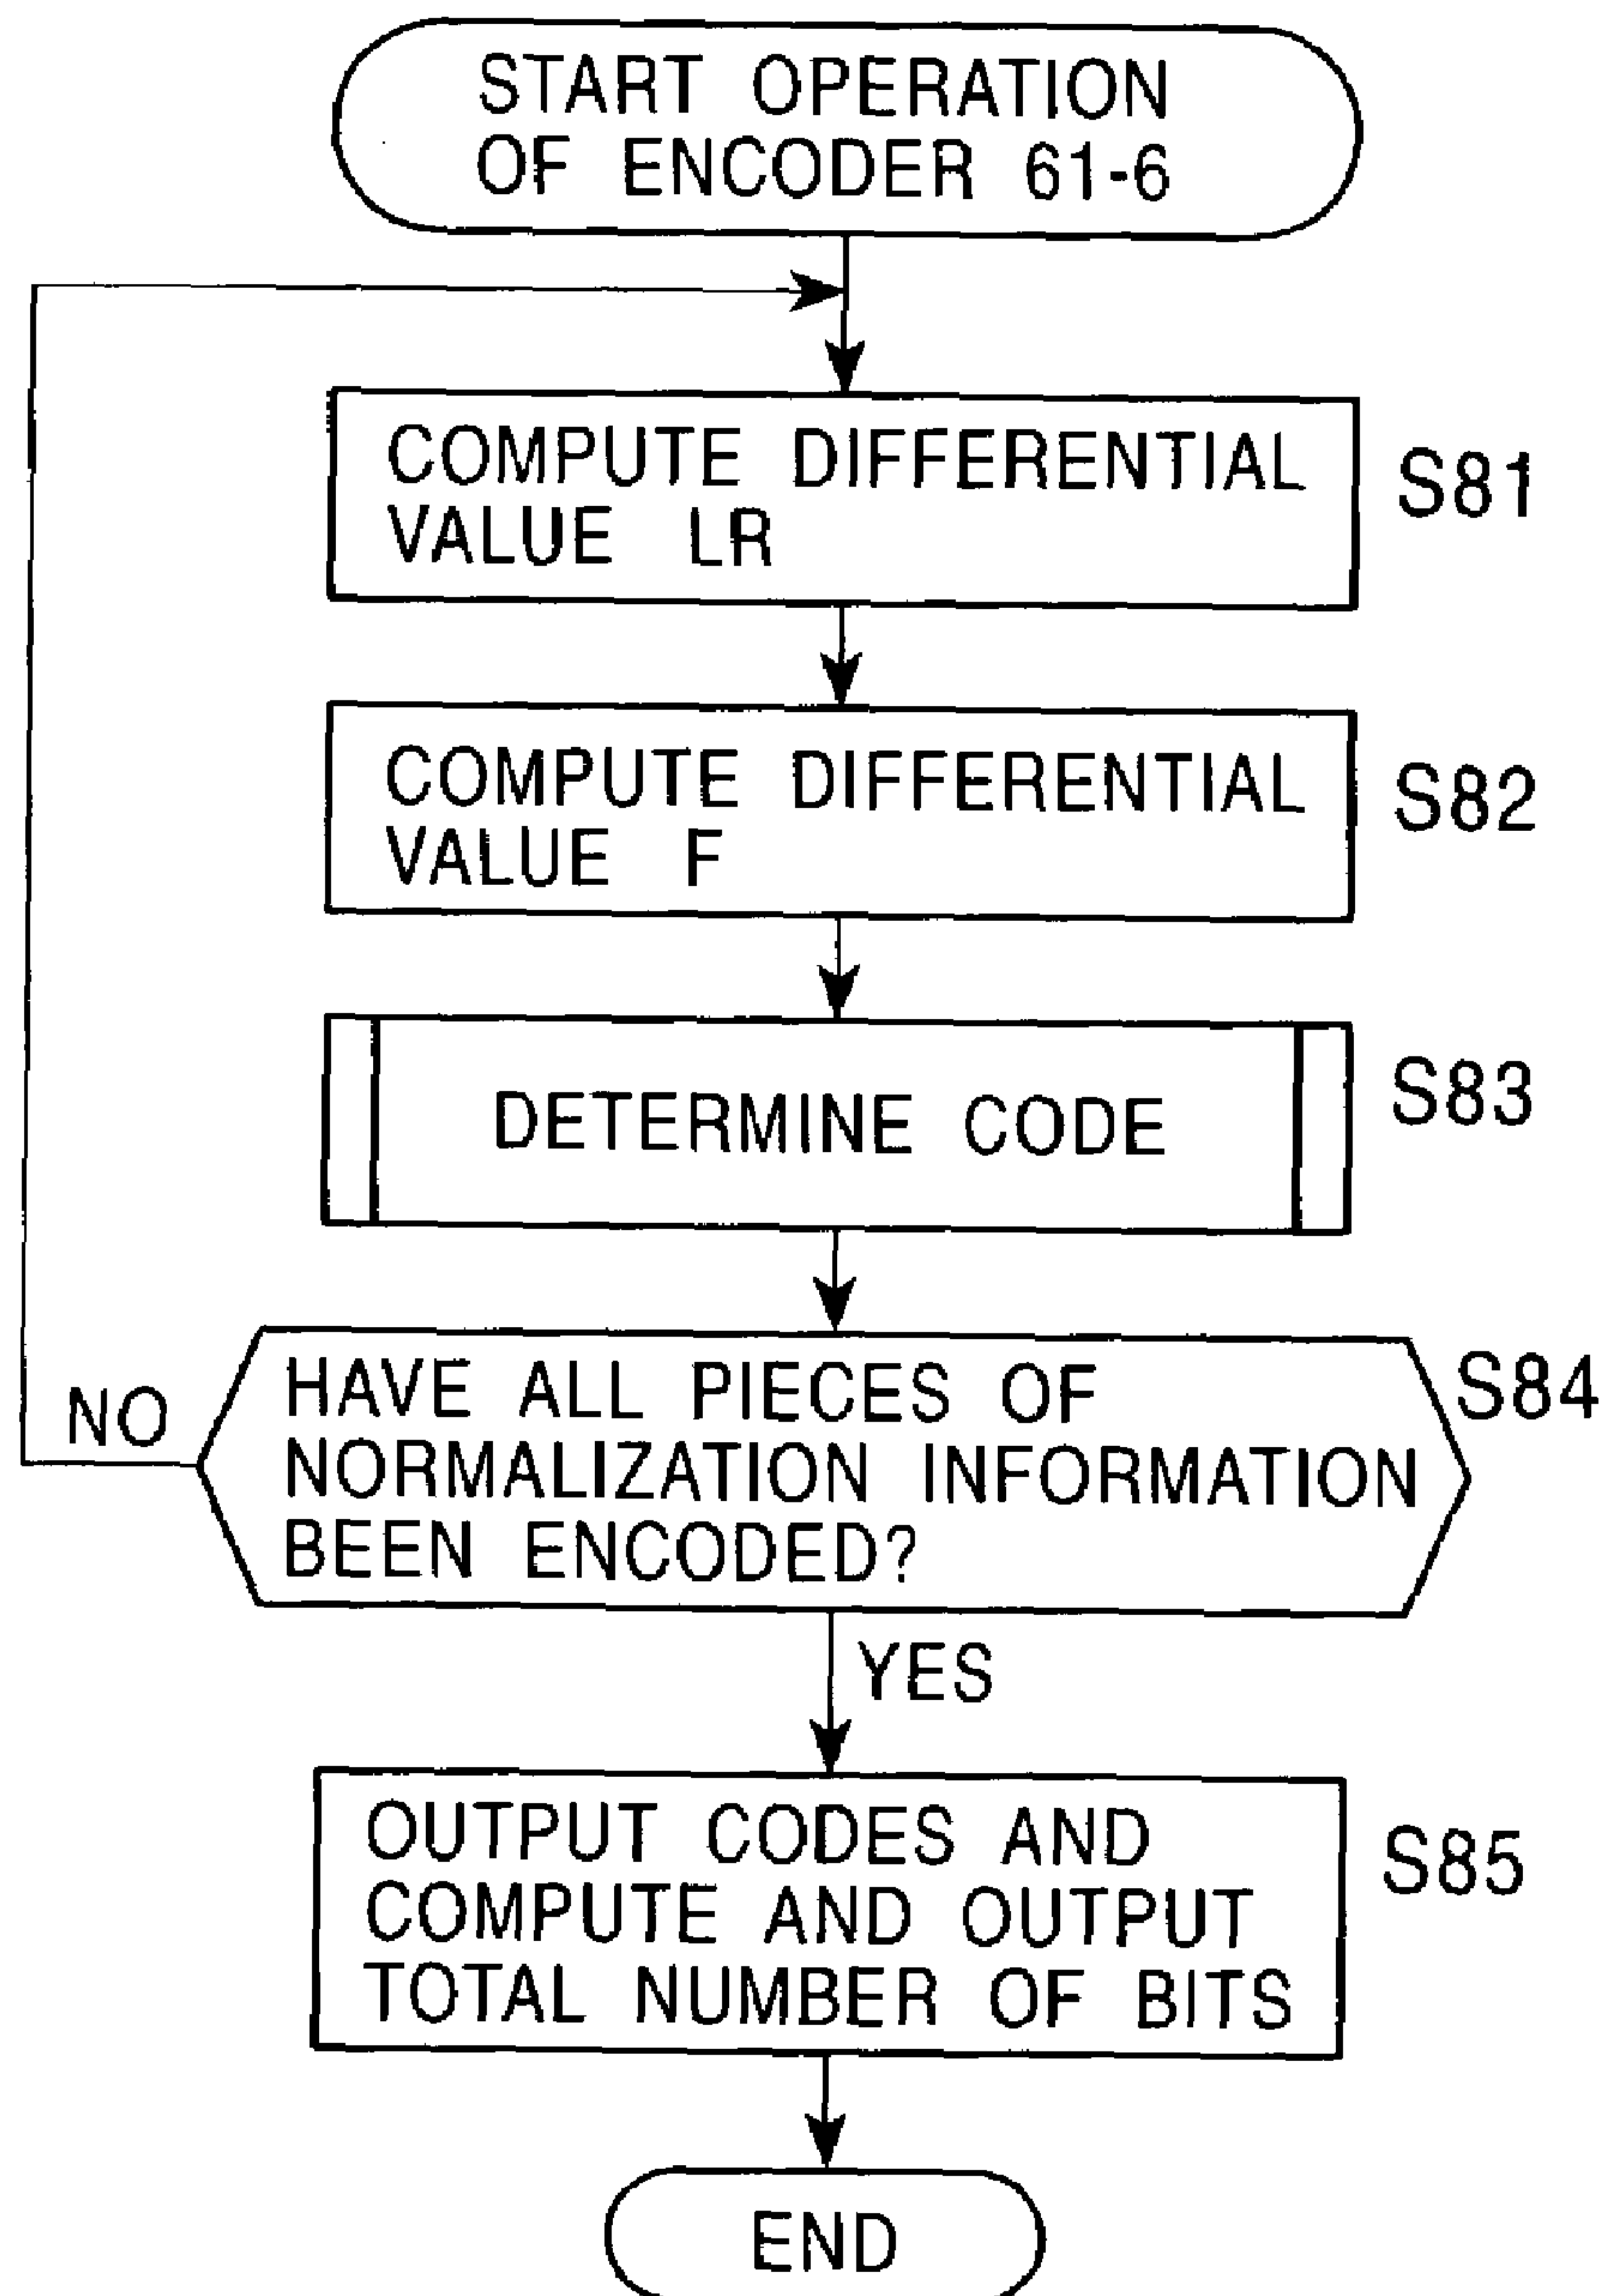 START OPERATION
OF ENCODER 61-6
COMPUTE DIFFERENTIAL
VALUE LR
S81
COMPUTE DIFFERENTIAL
VALUE F
S82
DETERMINE CODE
S83
HAVE ALL PIECES OF
NORMALIZATION INFORMATION
BEEN ENCODED?
S84
NO
YES
OUTPUT CODES AND
COMPUTE AND OUTPUT
TOTAL NUMBER OF BITS
S85
END